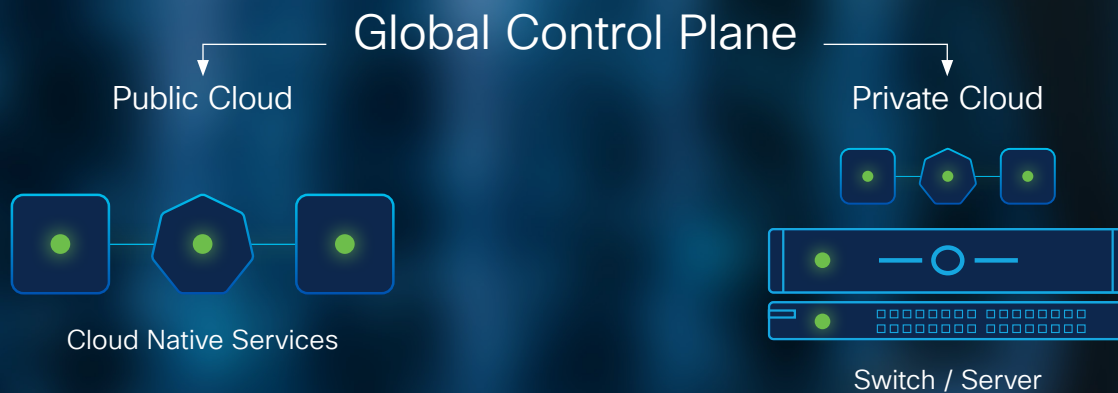 Global Control Plane
Public Cloud
Private Cloud
Cloud Native Services
Switch / Server